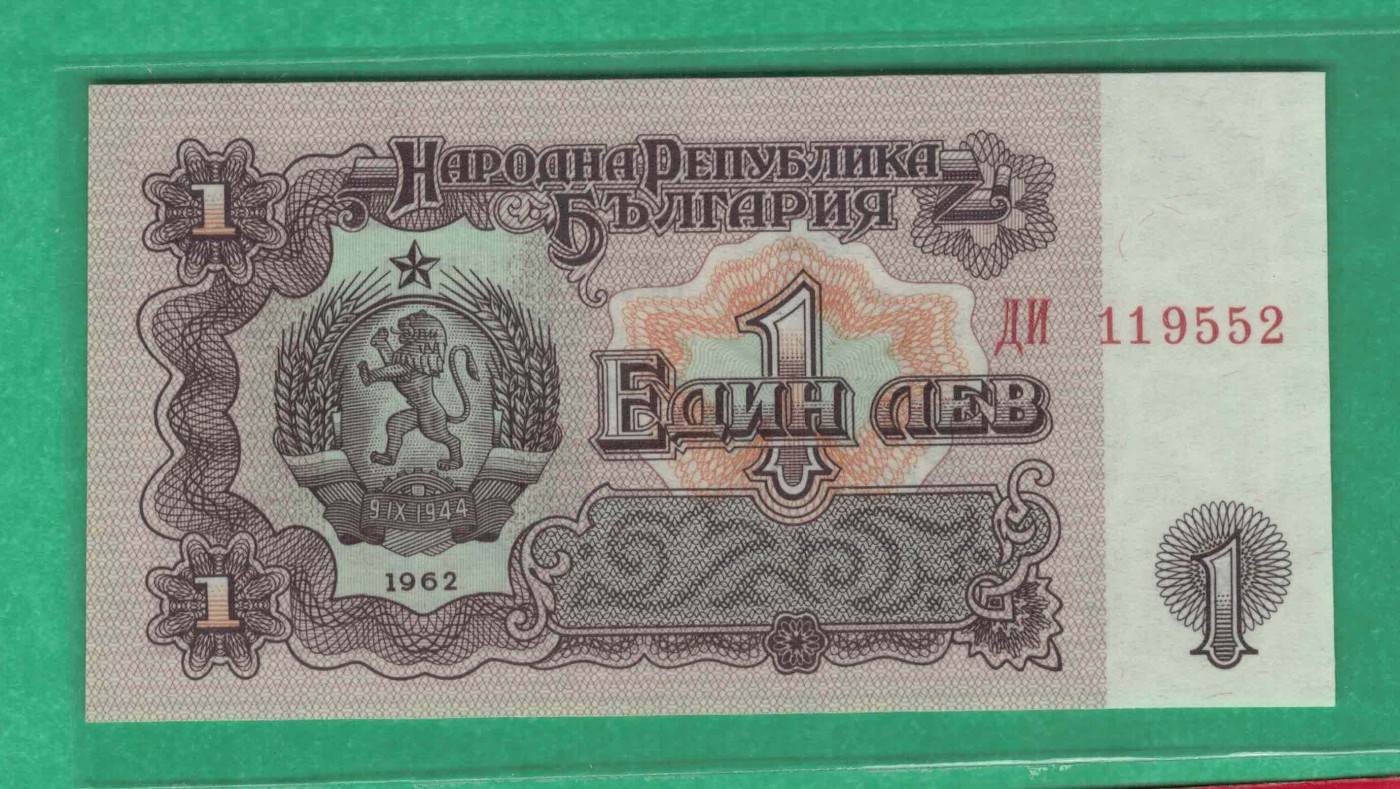 1
НАРОДНА РЕПУБЛИКА
БЪЛГАРИЯ
ДИ 119552
1
ЕДИН ЛЕВ
9·IX 1944
1962
1
1